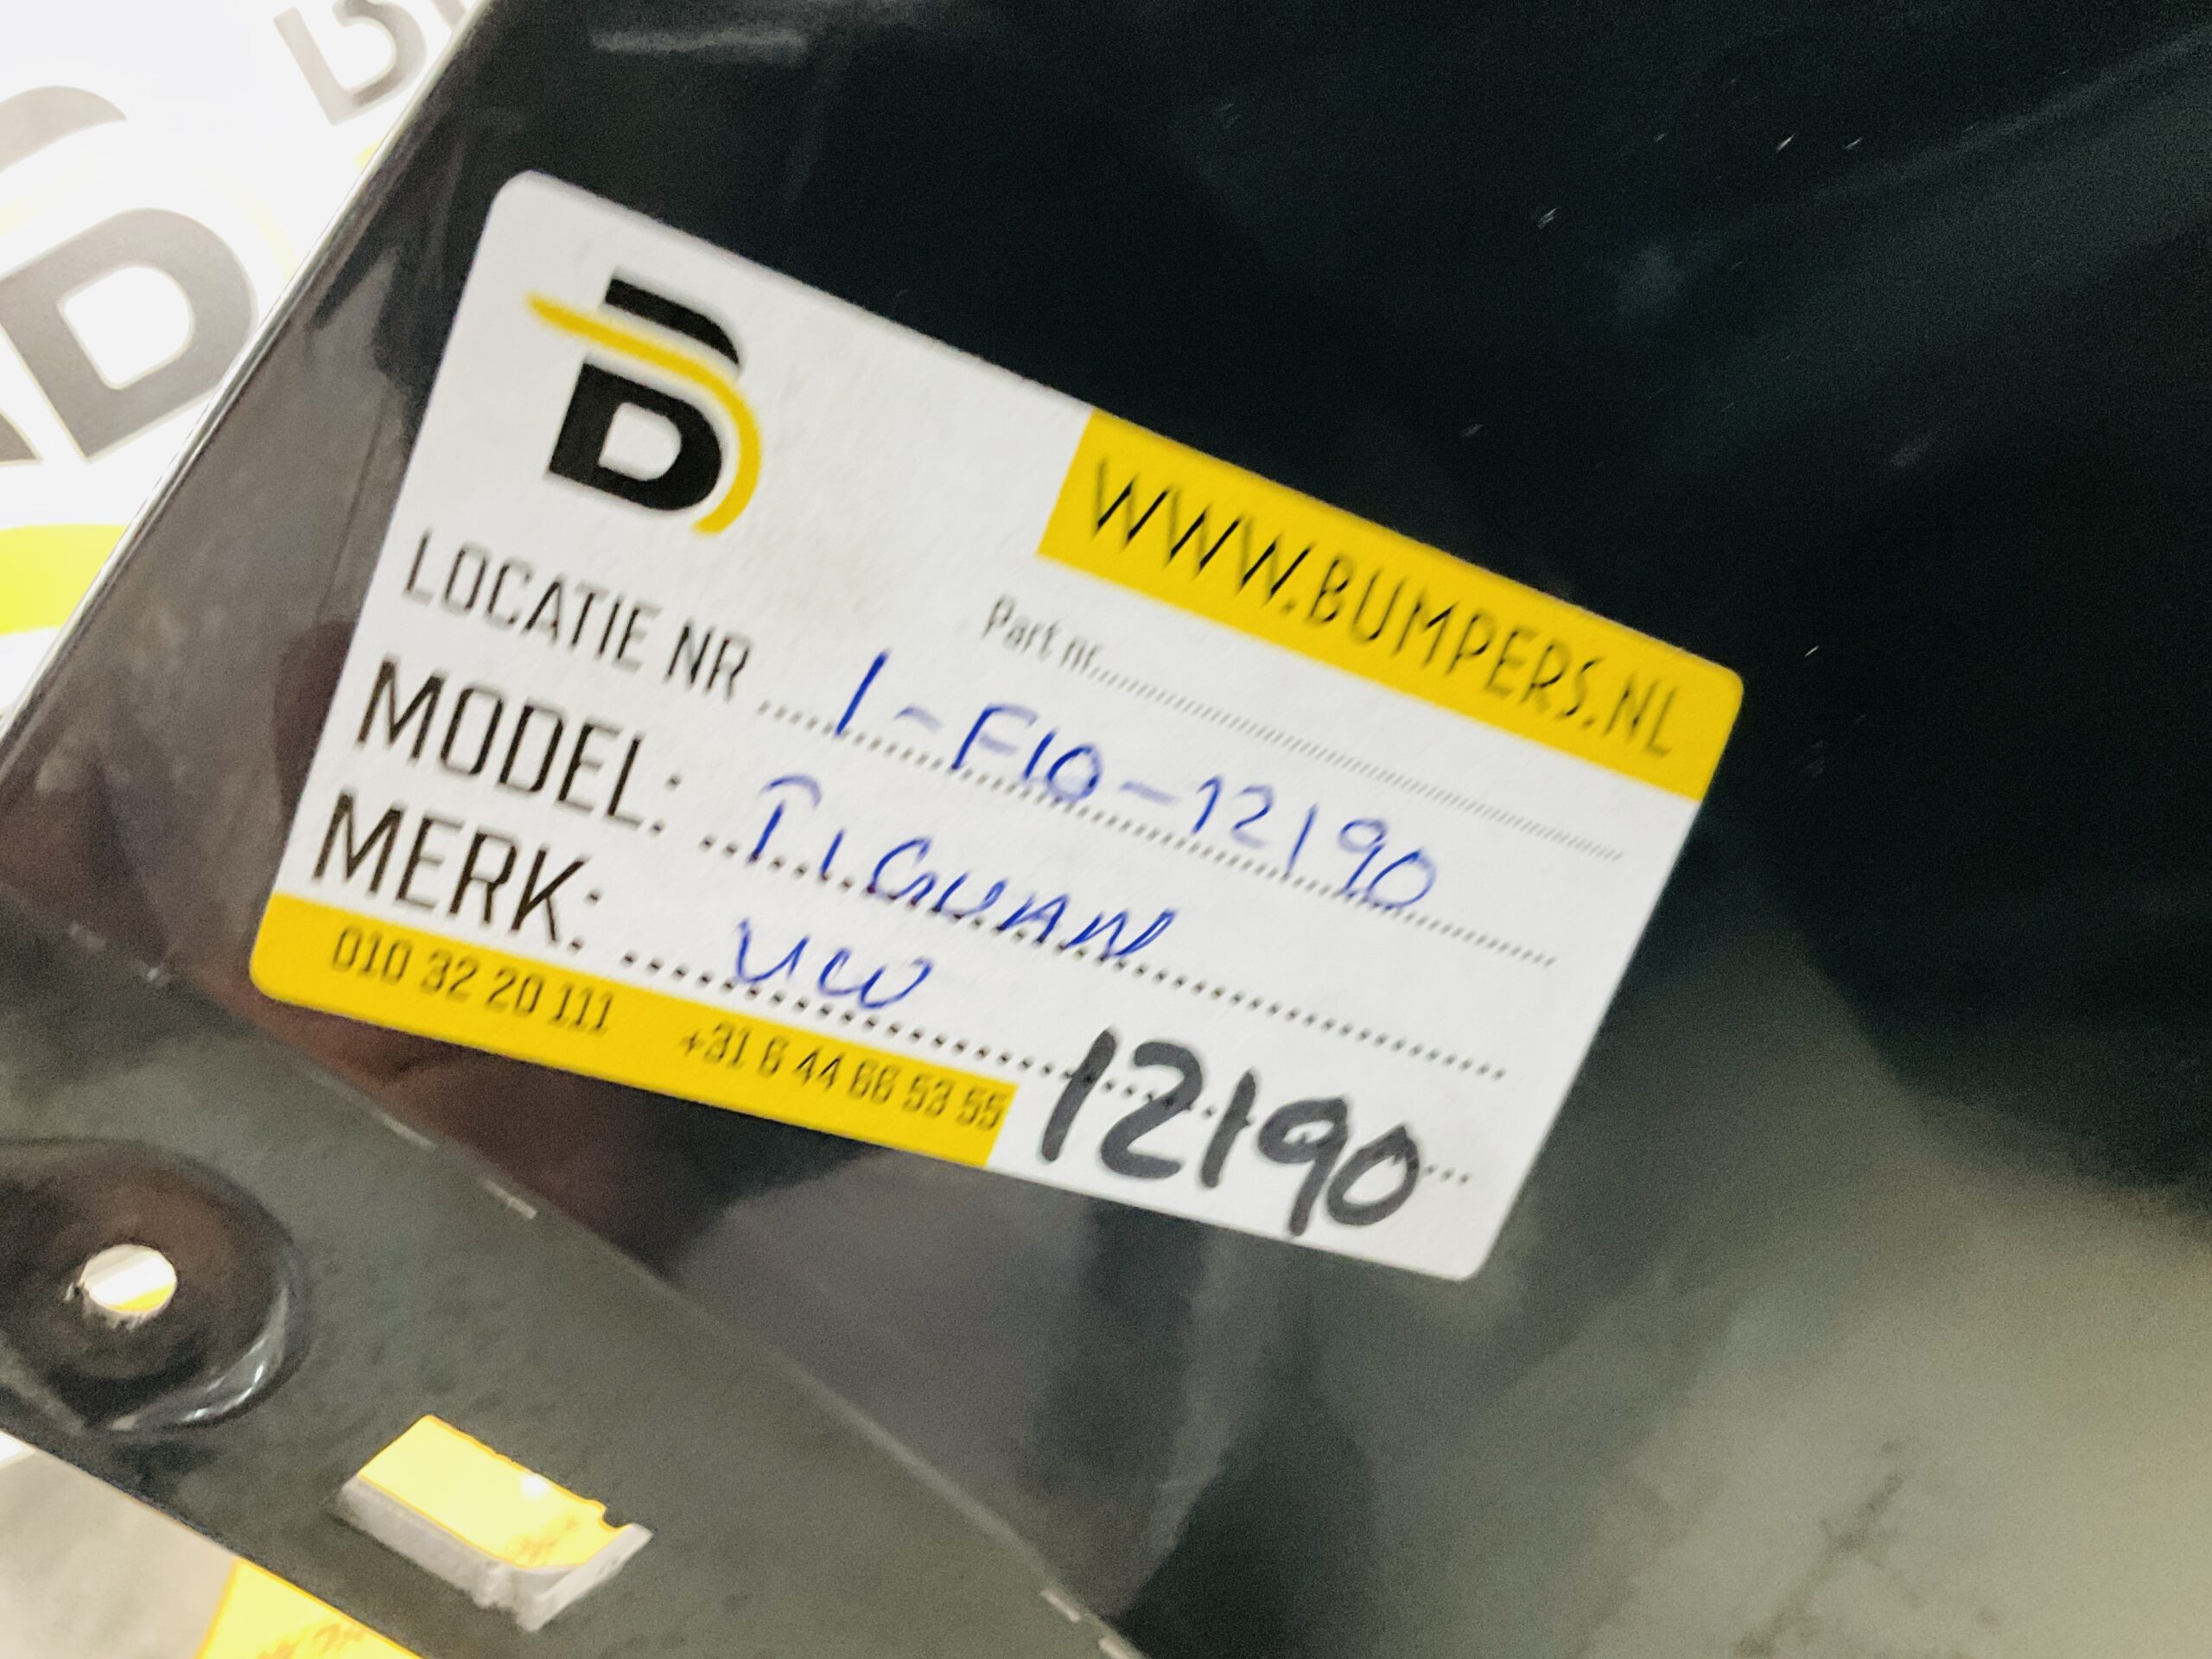 B
WWW.BUMPERS.NL
Part nr.
LOCATIE NR 1-F10-12190
MODEL: TIGUAN
MERK: VW
010 32 20 111 +31 6 44 66 53 55
12190